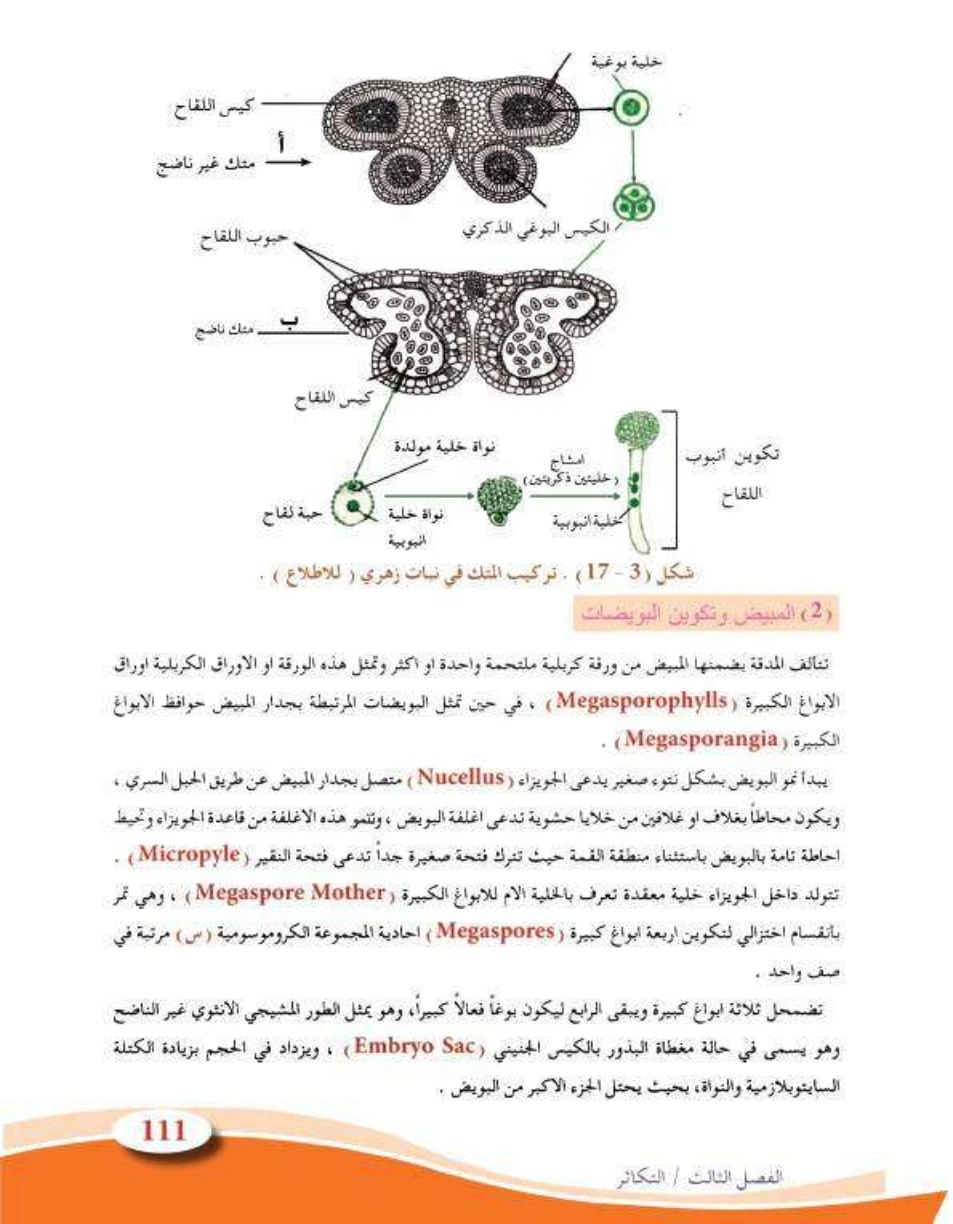 خلية بوغية
كيس اللقاح
أ
متك غير ناضج
الكيس البوغي الذكري
حبوب اللقاح
ب
متك ناضج
كيس اللقاح
نواة خلية مولدة
حبة لقاح
نواة خلية
انبوبية
امشاج
(خليتين ذكريتين)
خلية انبوبية
تكوين أنبوب
اللقاح
شكل (3 - 17) . تركيب المتك في نبات زهري ( للاطلاع ) .
(2) المبيض وتكوين البويضات
تتألف المدقة بضمنها المبيض من ورقة كربلية ملتحمة واحدة او اكثر وتمثل هذه الورقة او الاوراق الكربلية اوراق
الابواغ الكبيرة (Megasporophylls) ، في حين تمثل البويضات المرتبطة بجدار المبيض حوافظ الابواغ
الكبيرة (Megasporangia) .
يبدأ نمو البويض بشكل نتوء صغير يدعى الجويزاء (Nucellus) متصل بجدار المبيض عن طريق الحبل السري ،
ويكون محاطاً بغلاف او غلافين من خلايا حشوية تدعى اغلفة البويض ، وتنمو هذه الاغلفة من قاعدة الجويزاء وتحيط
احاطة تامة بالبويض باستثناء منطقة القمة حيث تترك فتحة صغيرة جداً تدعى فتحة النقير (Micropyle) .
تتولد داخل الجويزاء خلية معقدة تعرف بالخلية الام للابواغ الكبيرة (Megaspore Mother) ، وهي تمر
بأنقسام اختزالي لتكوين اربعة ابواغ كبيرة (Megaspores) احادية المجموعة الكروموسومية (س) مرتبة في
صف واحد .
تضمحل ثلاثة ابواغ كبيرة ويبقى الرابع ليكون بوغاً فعالاً كبيراً، وهو يمثل الطور المشيجي الانثوي غير الناضج
وهو يسمى في حالة مغطاة البذور بالكيس الجنيني (Embryo Sac) ، ويزداد في الحجم بزيادة الكتلة
السايتوبلازمية والنواة، بحيث يحتل الجزء الاكبر من البويض .
111
الفصل الثالث / التكاثر